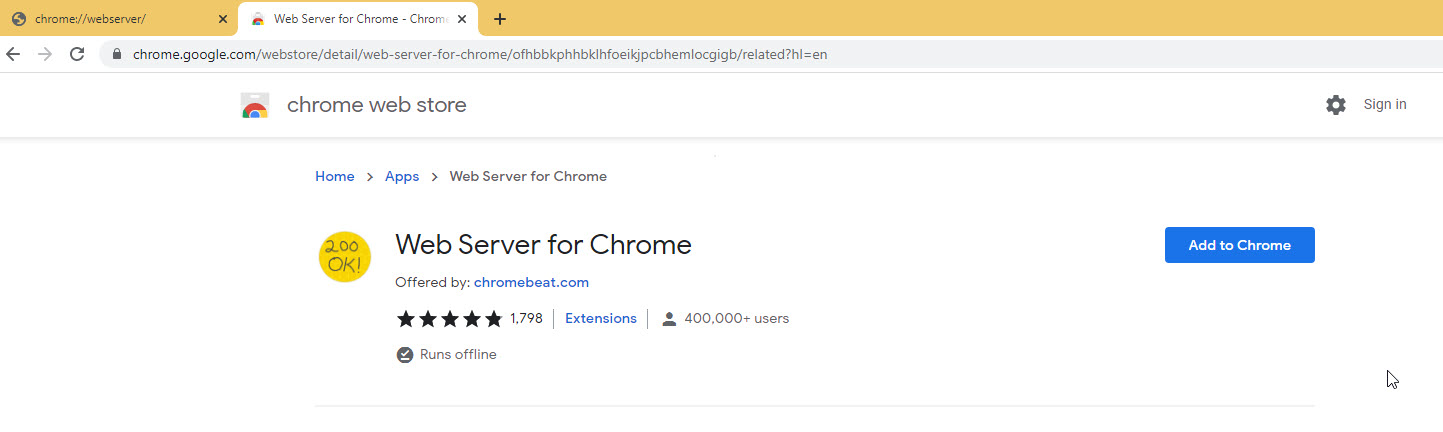 chrome://webserver/
Web Server for Chrome - Chrome
chrome.google.com/webstore/detail/web-server-for-chrome/ofhbbkphhbklhfoeikjpcbhemlocgigb/related?hl=en
chrome web store
Sign in
Home > Apps > Web Server for Chrome
200
OK!
Web Server for Chrome
Add to Chrome
Offered by: chromebeat.com
1,798 Extensions 400,000+ users
Runs offline